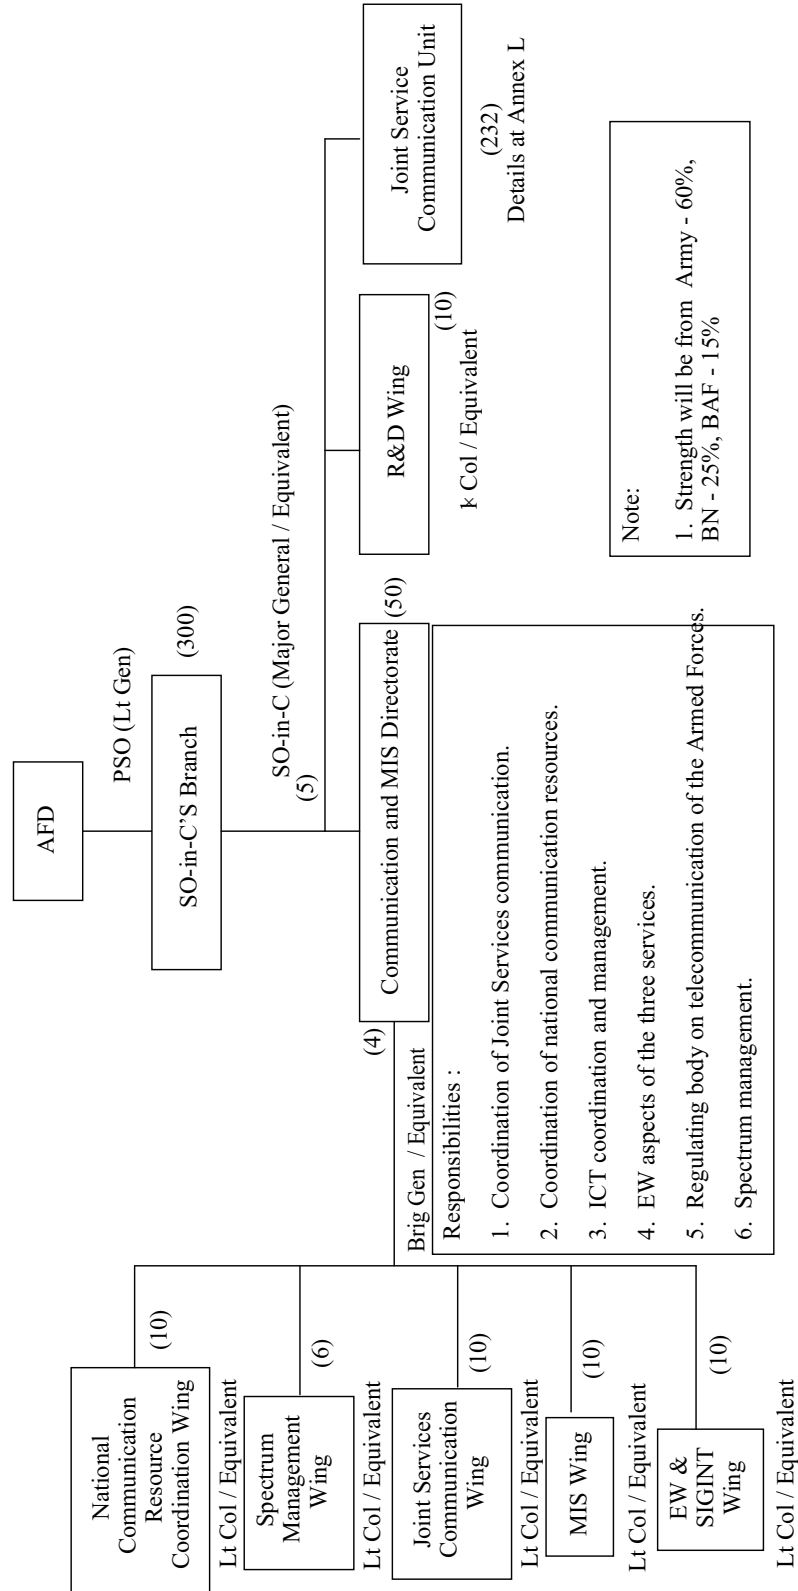 AFD
PSO (Lt Gen)
SO-in-C’S Branch
(300)
SO-in-C (Major General / Equivalent)
(5)
Communication and MIS Directorate
(50)
(4)
Brig Gen / Equivalent
R&D Wing
(10)
Col / Equivalent
Joint Service
Communication Unit
(232)
Details at Annex L
Responsibilities :
1. Coordination of Joint Services communication.
2. Coordination of national communication resources.
3. ICT coordination and management.
4. EW aspects of the three services.
5. Regulating body on telecommunication of the Armed Forces.
6. Spectrum management.
Note:
1. Strength will be from Army - 60%,
BN - 25%, BAF - 15%
National
Communication
Resource
Coordination Wing
(10)
Lt Col / Equivalent
Spectrum
Management
Wing
(6)
Lt Col / Equivalent
Joint Services
Communication
Wing
(10)
Lt Col / Equivalent
MIS Wing
(10)
Lt Col / Equivalent
EW &
SIGINT
Wing
(10)
Lt Col / Equivalent